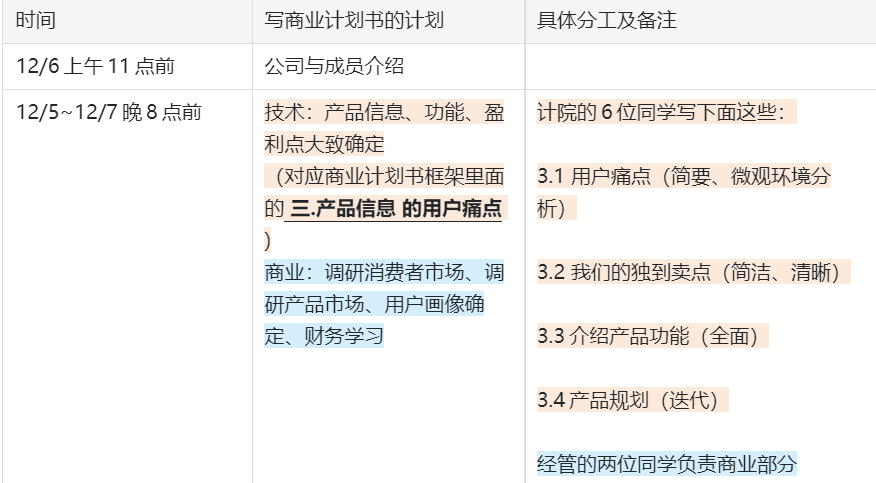 时间
写商业计划书的计划
具体分工及备注
12/6 上午 11 点前
公司与成员介绍
12/5~12/7 晚 8 点前
技术：产品信息、功能、盈
利点大致确定
（对应商业计划书框架里面
的 三.产品信息 的用户痛点
）
商业：调研消费者市场、调
研产品市场、用户画像确
定、财务学习
计院的 6 位同学写下面这些：
3.1 用户痛点（简要、微观环境分
析）
3.2 我们的独到卖点（简洁、清晰）
3.3 介绍产品功能（全面）
3.4 产品规划（迭代）
经管的两位同学负责商业部分